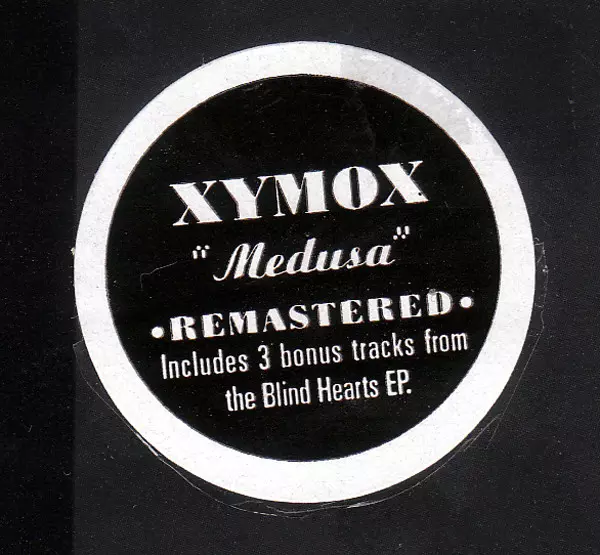 XYMOX
"Medusa"
•REMASTERED•
Includes 3 bonus tracks from
the Blind Hearts EP.